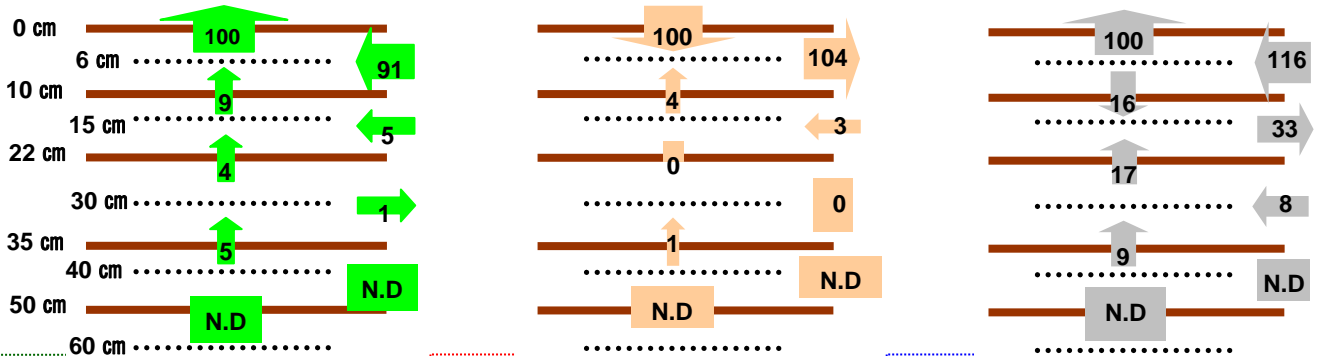 0 cm 100 100 100
6 cm 91 104 116
10 cm 9 4 16
15 cm 5 3 33
22 cm 4 0 17
30 cm 1 0 8
35 cm 5 1 9
40 cm N.D N.D N.D
50 cm N.D N.D N.D
60 cm